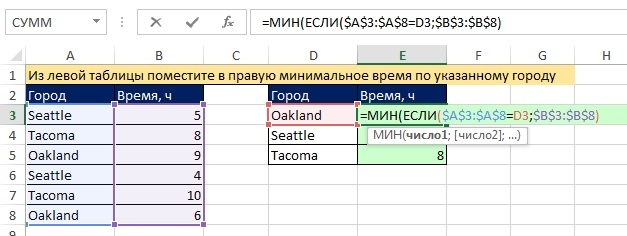 СУММ =МИН(ЕСЛИ($A$3:$A$8=D3;$B$3:$B$8)
A B C D E F G H
1 Из левой таблицы поместите в правую минимальное время по указанному городу
2 Город Время, ч Город Время, ч
3 Seattle 5 Oakland =МИН(ЕСЛИ($A$3:$A$8=D3;$B$3:$B$8)
4 Tacoma 8 Seattle МИН(число1; [число2]; ...)
5 Oakland 9 Tacoma 8
6 Seattle 4
7 Tacoma 10
8 Oakland 6
9